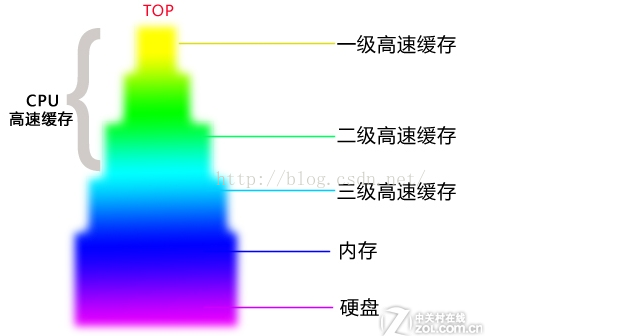 TOP
一级高速缓存
CPU
高速缓存
二级高速缓存
http://blog.csdn.net/
三级高速缓存
内存
硬盘
中关村在线
zol.com.cn